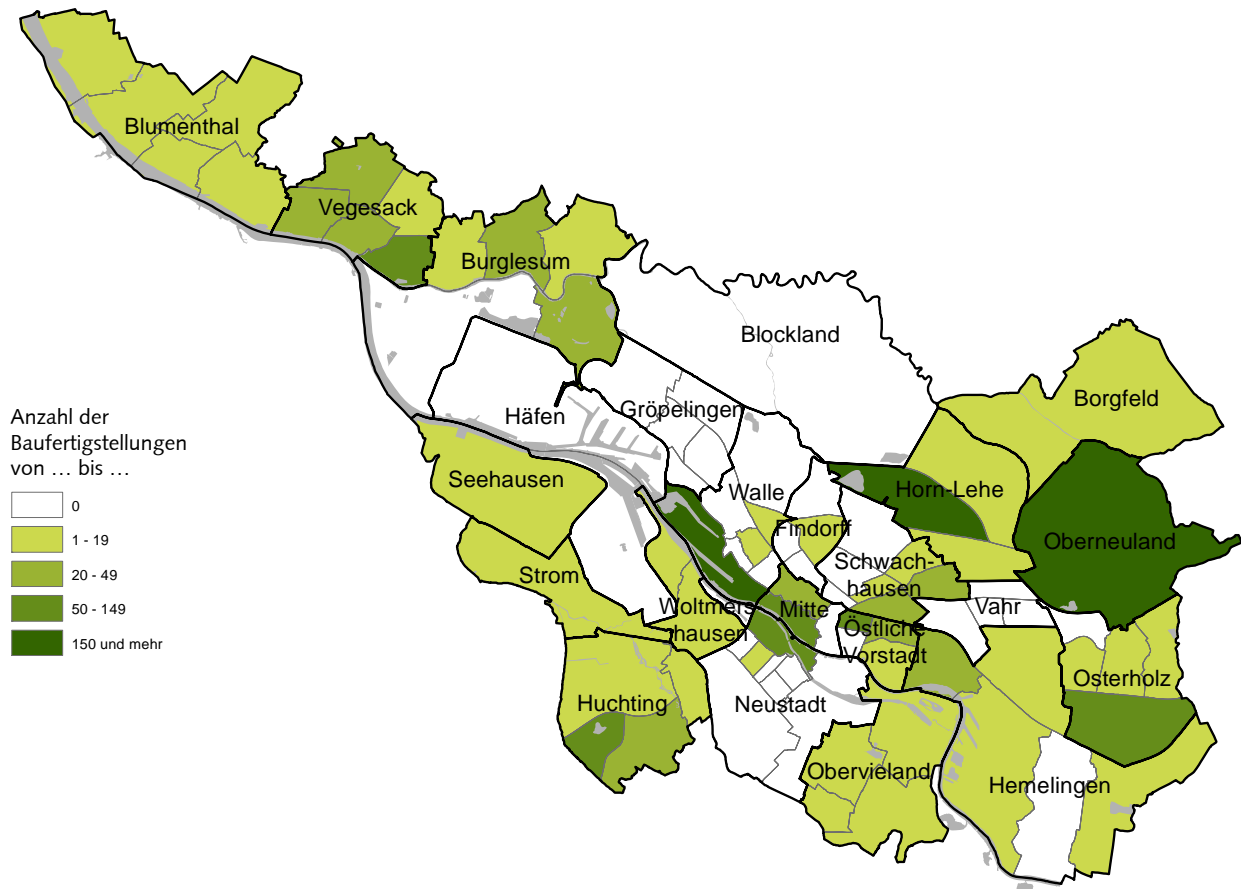 Blumenthal
Vegesack
Burglesum
Blockland
Borgfeld
Häfen
Gröpelingen
Anzahl der
Baufertigstellungen
von ... bis ...
0
1 - 19
20 - 49
50 - 149
150 und mehr
Seehausen
Walle
Horn-Lehe
Findorff
Oberneuland
Strom
Schwach-
hausen
Woltmers-
hausen
Mitte
Vahr
Östliche
Vorstadt
Osterholz
Huchting
Neustadt
Obervieland
Hemelingen